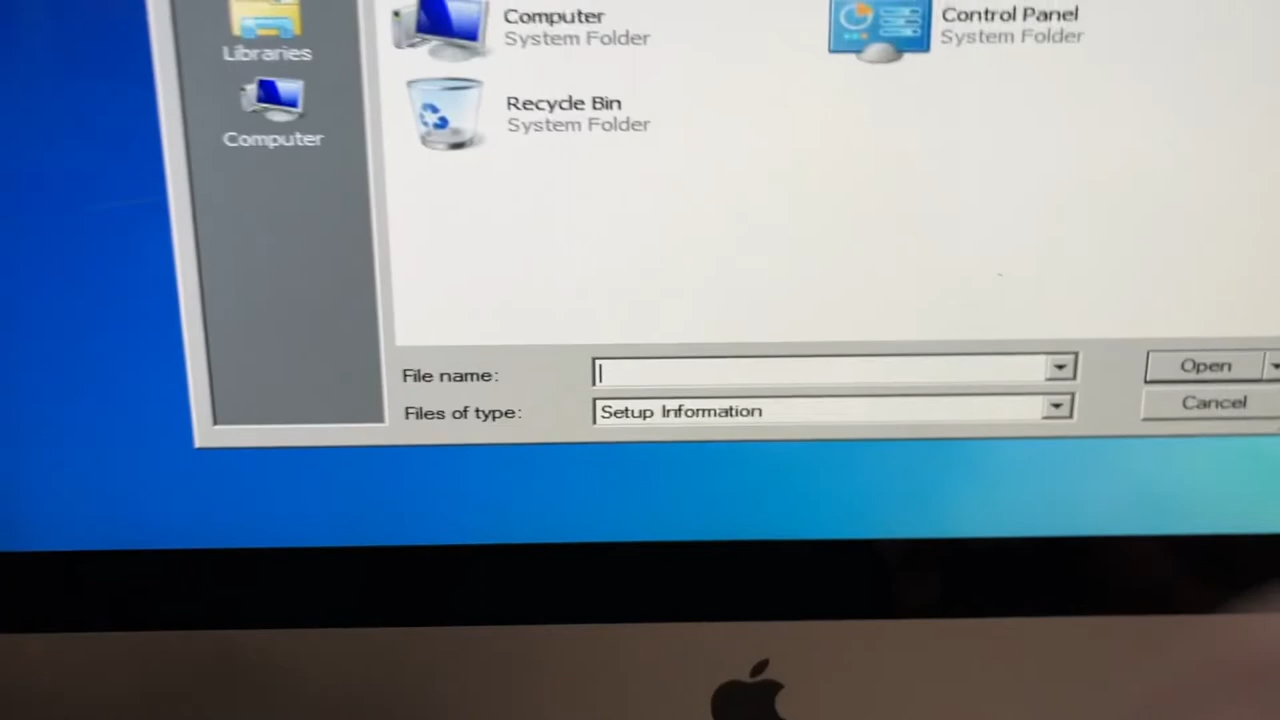 Libraries
Computer
Computer
System Folder
Control Panel
System Folder
Recycle Bin
System Folder
File name:
Open
Files of type:
Setup Information
Cancel